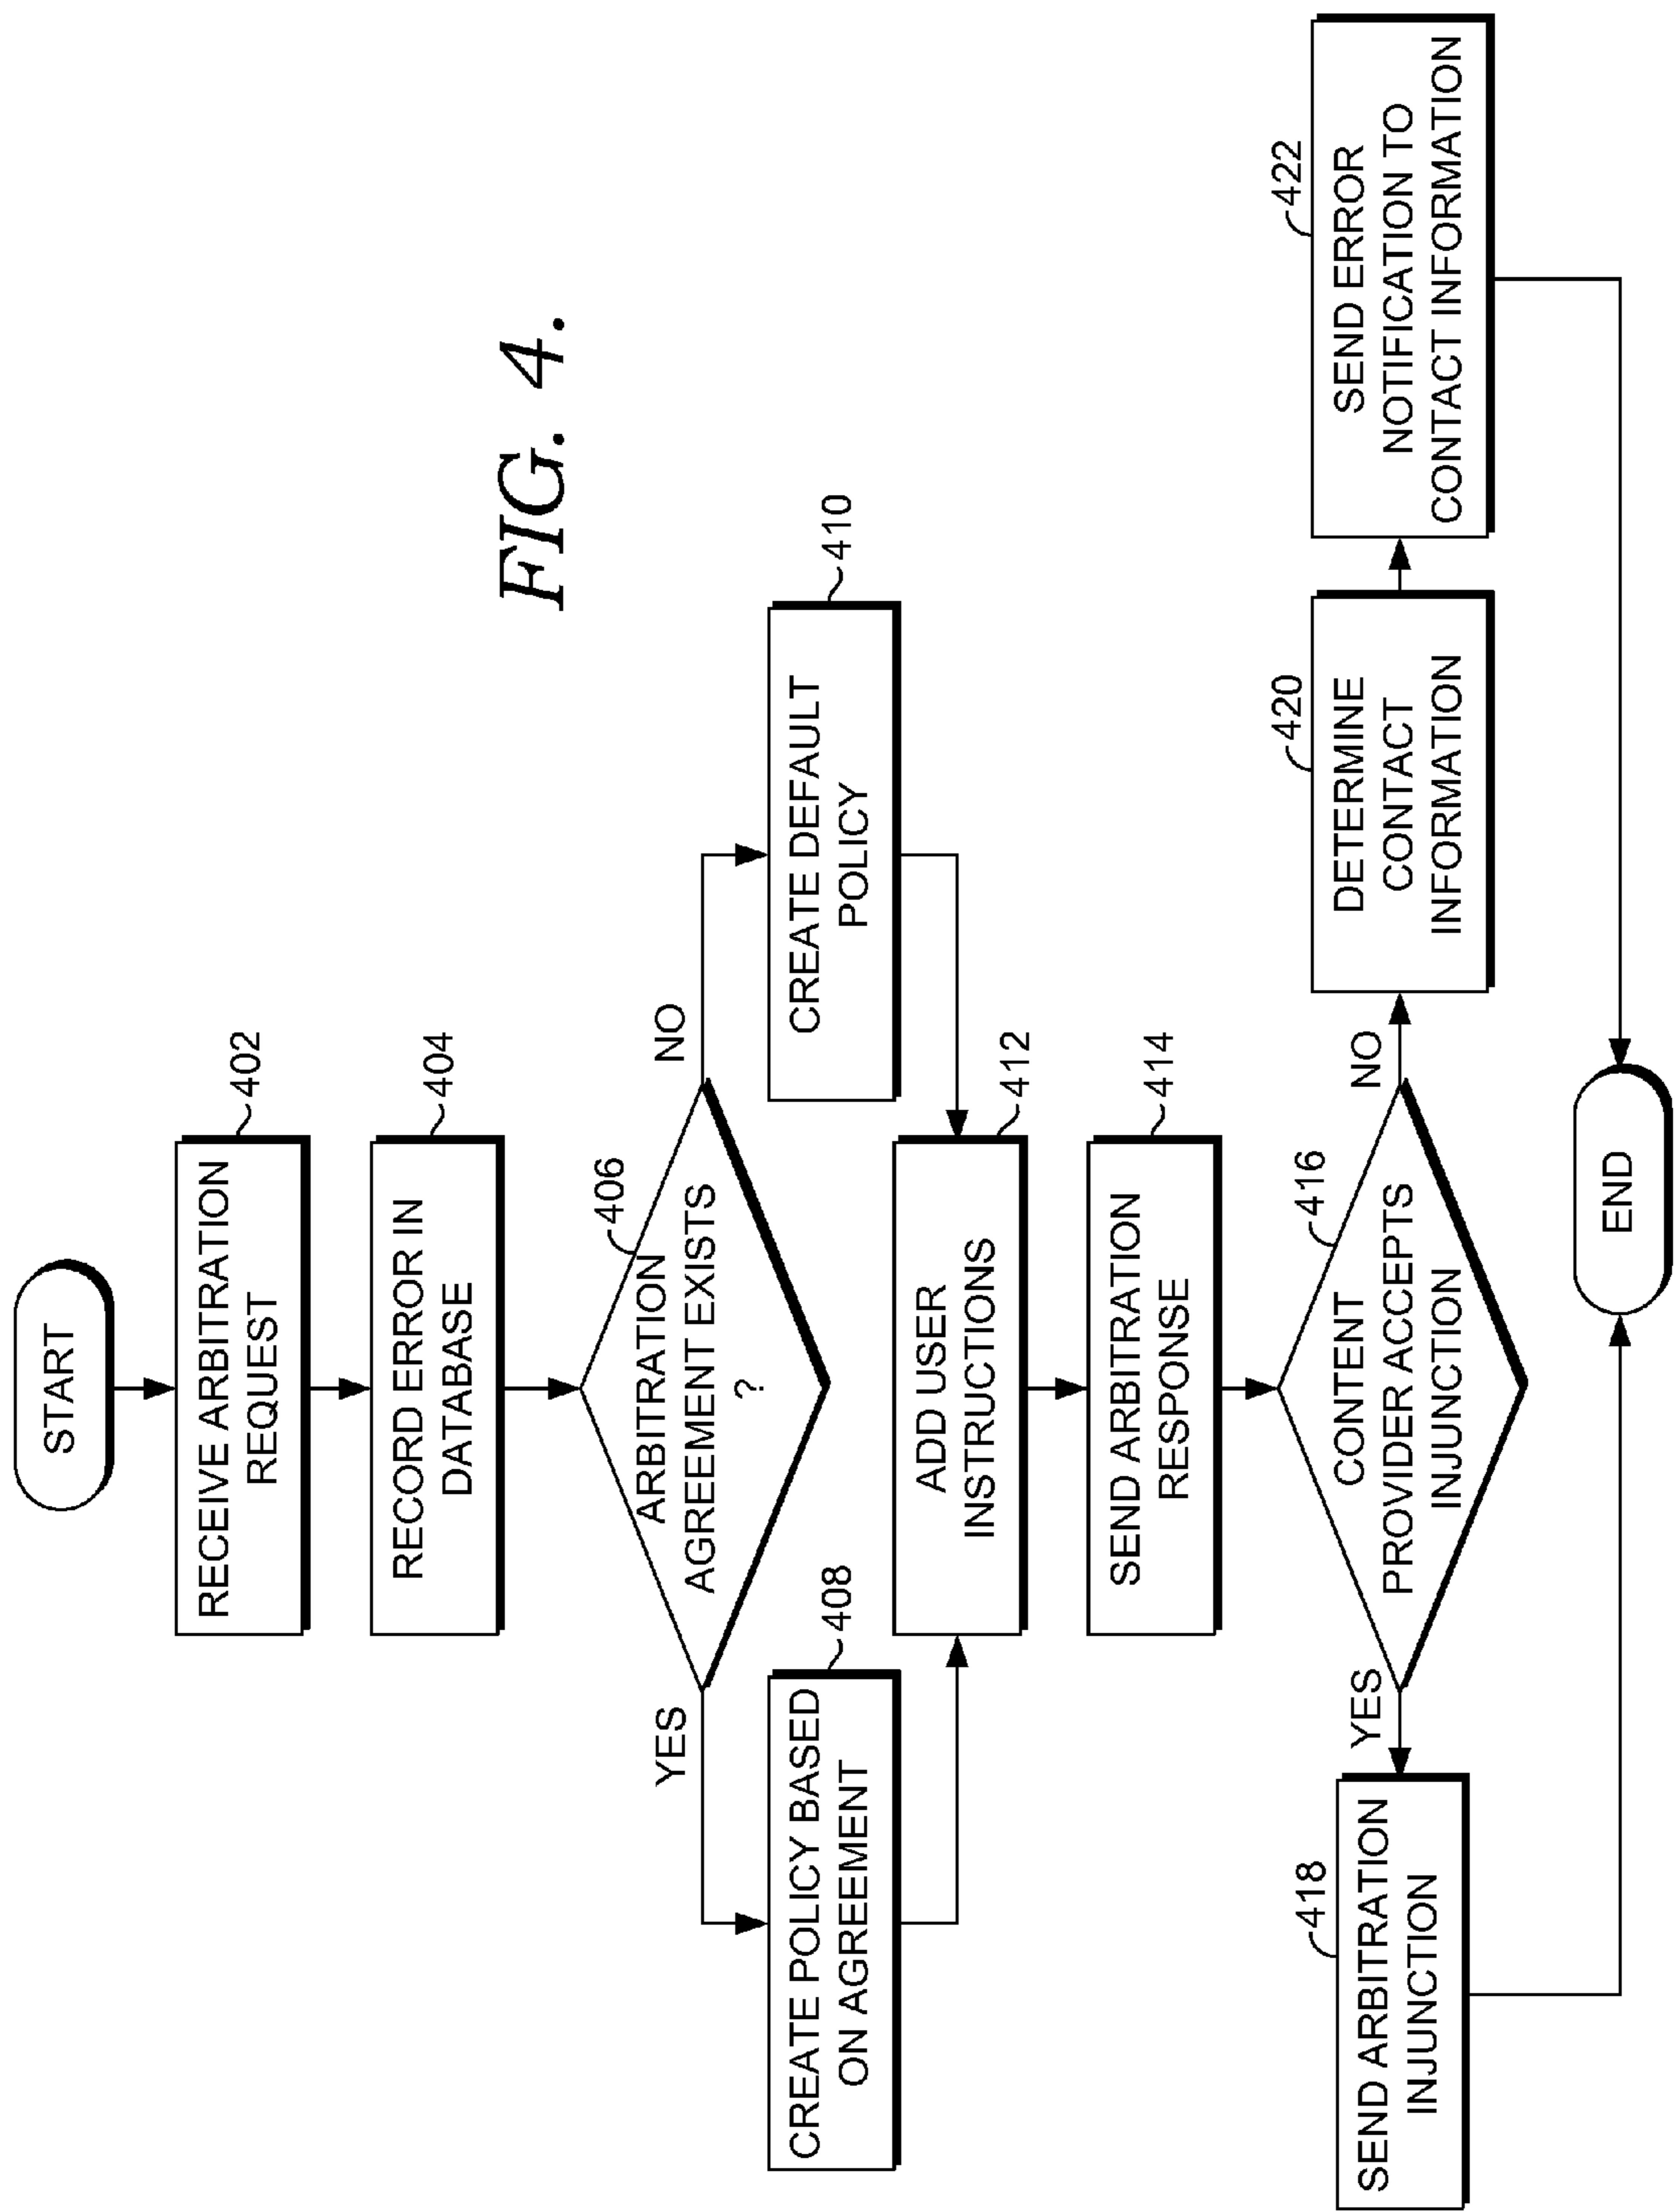 START
402
RECEIVE ARBITRATION
REQUEST
404
RECORD ERROR IN
DATABASE
406
ARBITRATION
AGREEMENT EXISTS
?
YES
NO
408
CREATE POLICY BASED
ON AGREEMENT
410
CREATE DEFAULT
POLICY
FIG. 4.
412
ADD USER
INSTRUCTIONS
414
SEND ARBITRATION
RESPONSE
416
CONTENT
PROVIDER ACCEPTS
INJUNCTION
YES
NO
418
SEND ARBITRATION
INJUNCTION
420
DETERMINE
CONTACT
INFORMATION
422
SEND ERROR
NOTIFICATION TO
CONTACT INFORMATION
END